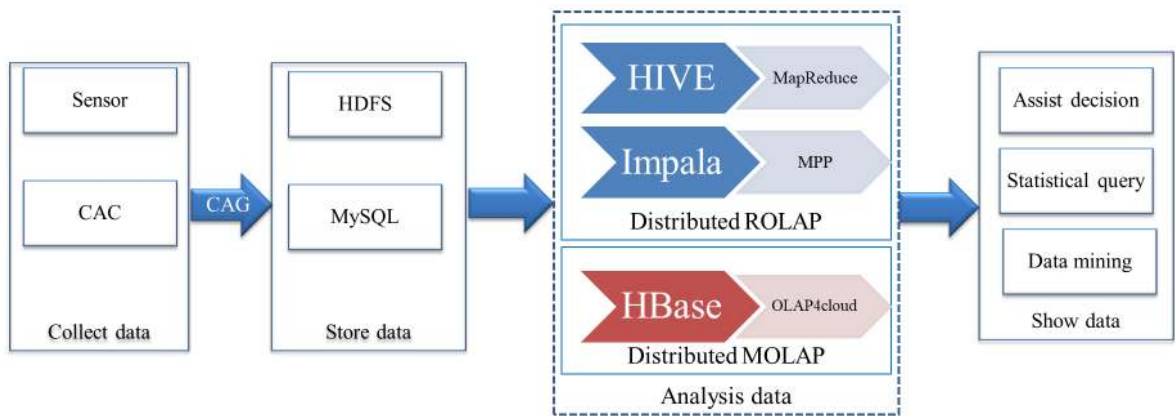 Sensor
CAC
Collect data
CAG
HDFS
MySQL
Store data
HIVE
MapReduce
Impala
MPP
Distributed ROLAP
HBase
OLAP4cloud
Distributed MOLAP
Analysis data
Assist decision
Statistical query
Data mining
Show data